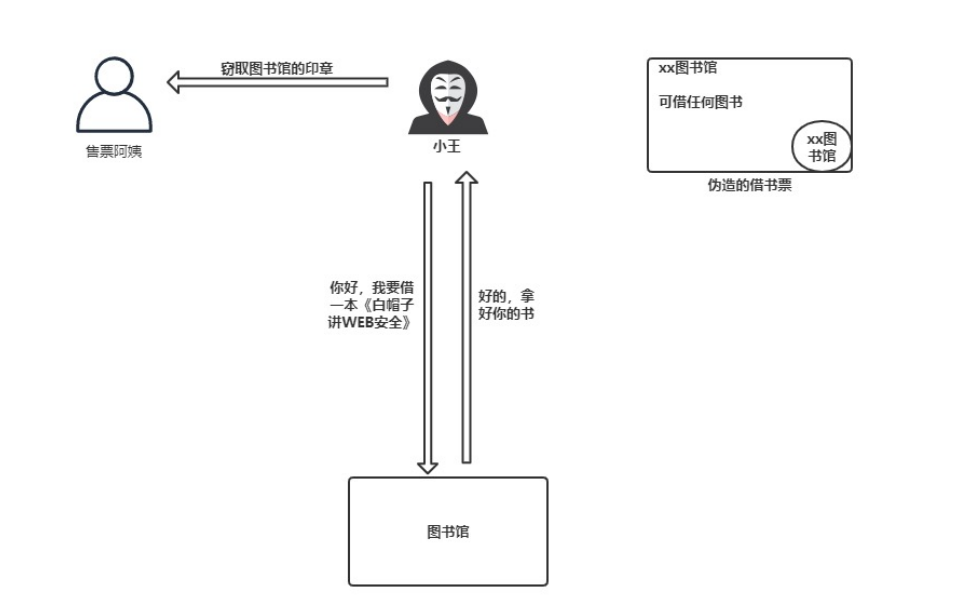 窃取图书馆的印章
售票阿姨
小王
xx图书馆
可借任何图书
xx图
书馆
伪造的借书票
你好，我要借
一本《白帽子
讲WEB安全》
好的，拿
好你的书
图书馆